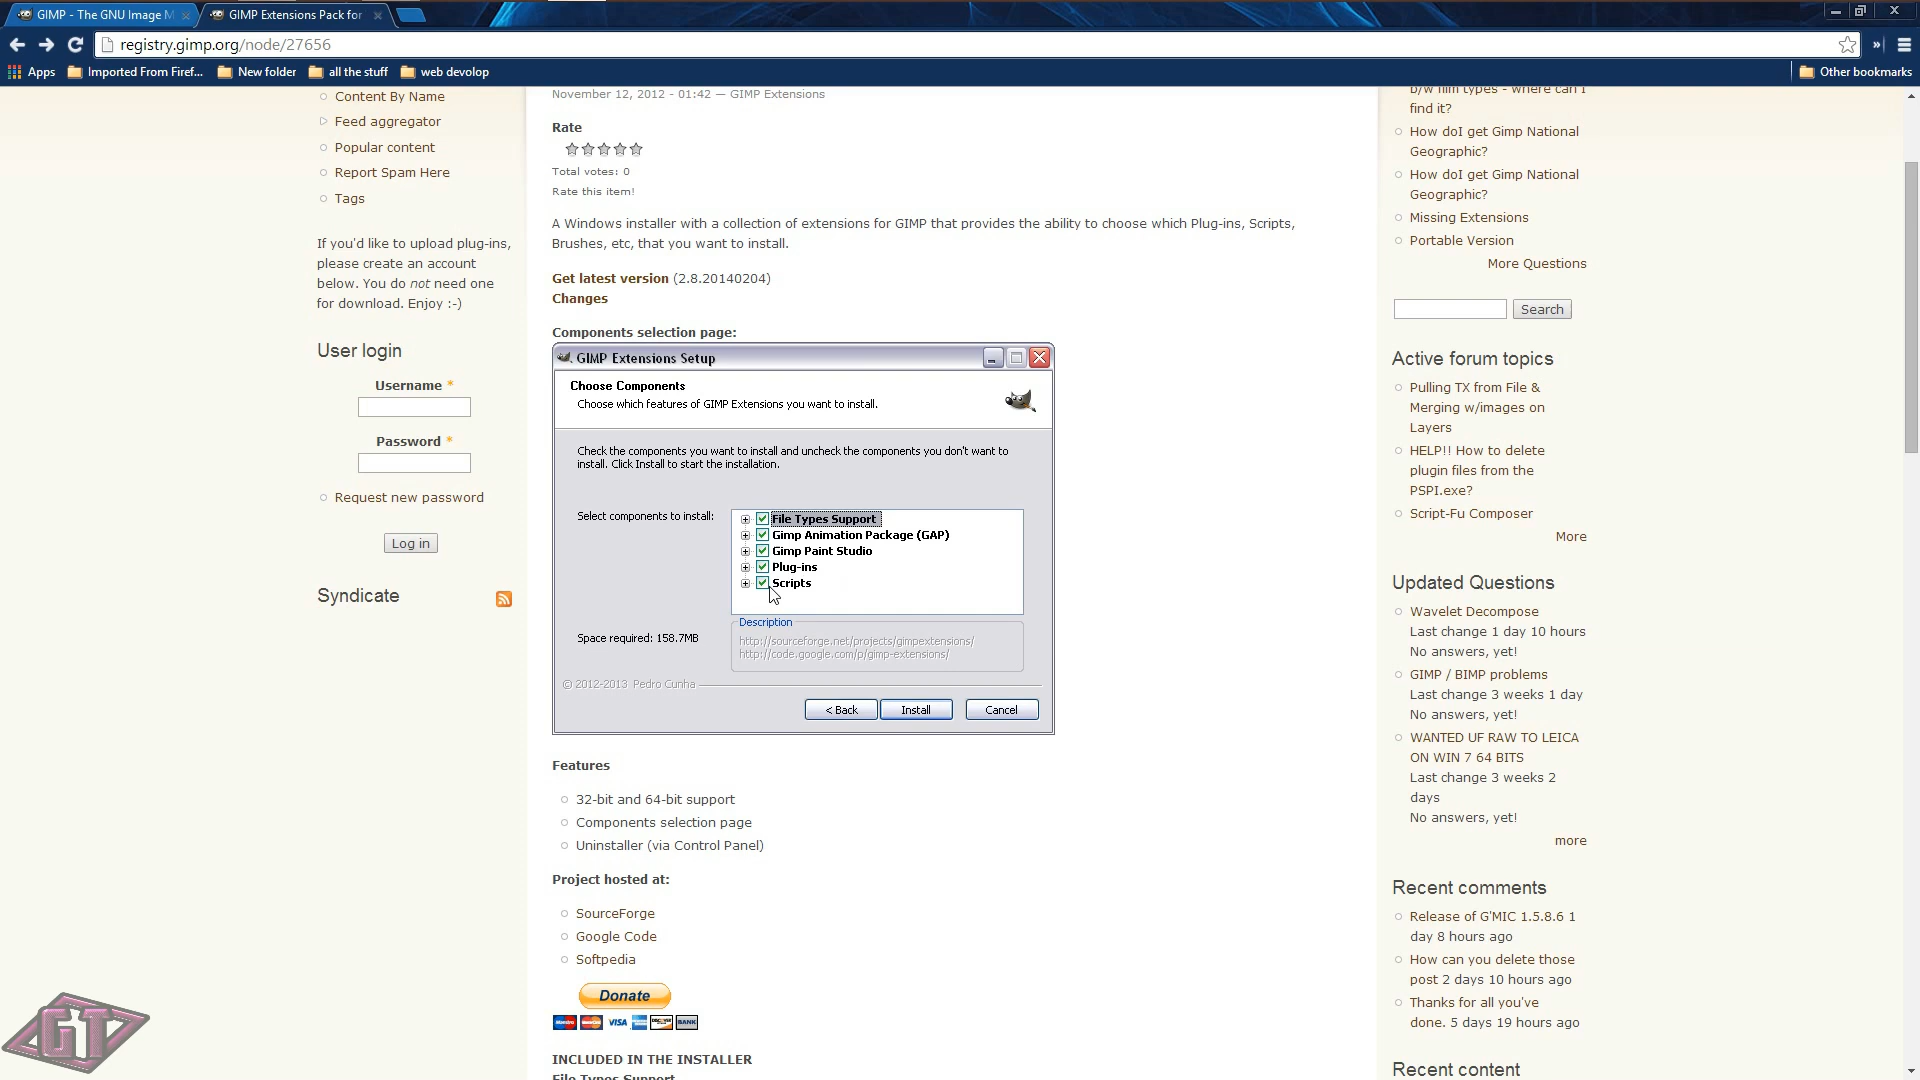 GIMP - The GNU Image M
GIMP Extensions Pack for
registry.gimp.org/node/27656
Apps
Imported From Firef...
New folder
all the stuff
web devolop
»
Other bookmarks
Content By Name
Feed aggregator
Popular content
Report Spam Here
Tags
If you'd like to upload plug-ins,
please create an account
below. You do not need one
for download. Enjoy :-)
User login
Username *
Password *
Request new password
Log in
Syndicate
November 12, 2012 - 01:42 — GIMP Extensions
Rate
Total votes: 0
Rate this item!
A Windows installer with a collection of extensions for GIMP that provides the ability to choose which Plug-ins, Scripts,
Brushes, etc, that you want to install.
Get latest version (2.8.20140204)
Changes
Components selection page:
GIMP Extensions Setup
Choose Components
Choose which features of GIMP Extensions you want to install.
Check the components you want to install and uncheck the components you don't want to
install. Click Install to start the installation.
Select components to install:
File Types Support
Gimp Animation Package (GAP)
Gimp Paint Studio
Plug-ins
Scripts
Space required: 158.7MB
Description
http://sourceforge.net/projects/gimpextensions/
http://code.google.com/p/gimp-extensions/
© 2012-2013 Pedro Cunha
< Back
Install
Cancel
Features
32-bit and 64-bit support
Components selection page
Uninstaller (via Control Panel)
Project hosted at:
SourceForge
Google Code
Softpedia
Donate
VISA
BANK
INCLUDED IN THE INSTALLER
File Types Support
b/w film types - where can I
find it?
How doI get Gimp National
Geographic?
How doI get Gimp National
Geographic?
Missing Extensions
Portable Version
More Questions
Search
Active forum topics
Pulling TX from File &
Merging w/images on
Layers
HELP!! How to delete
plugin files from the
PSPI.exe?
Script-Fu Composer
More
Updated Questions
Wavelet Decompose
Last change 1 day 10 hours
No answers, yet!
GIMP / BIMP problems
Last change 3 weeks 1 day
No answers, yet!
WANTED UF RAW TO LEICA
ON WIN 7 64 BITS
Last change 3 weeks 2
days
No answers, yet!
more
Recent comments
Release of G'MIC 1.5.8.6 1
day 8 hours ago
How can you delete those
post 2 days 10 hours ago
Thanks for all you've
done. 5 days 19 hours ago
Recent content
GT